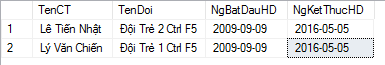 TenCT TenDoi NgBatDauHD NgKetThucHD
1 Lê Tiến Nhật Đội Trẻ 2 Ctrl F5 2009-09-09 2016-05-05
2 Lý Văn Chiến Đội Trẻ 1 Ctrl F5 2009-09-09 2016-05-05